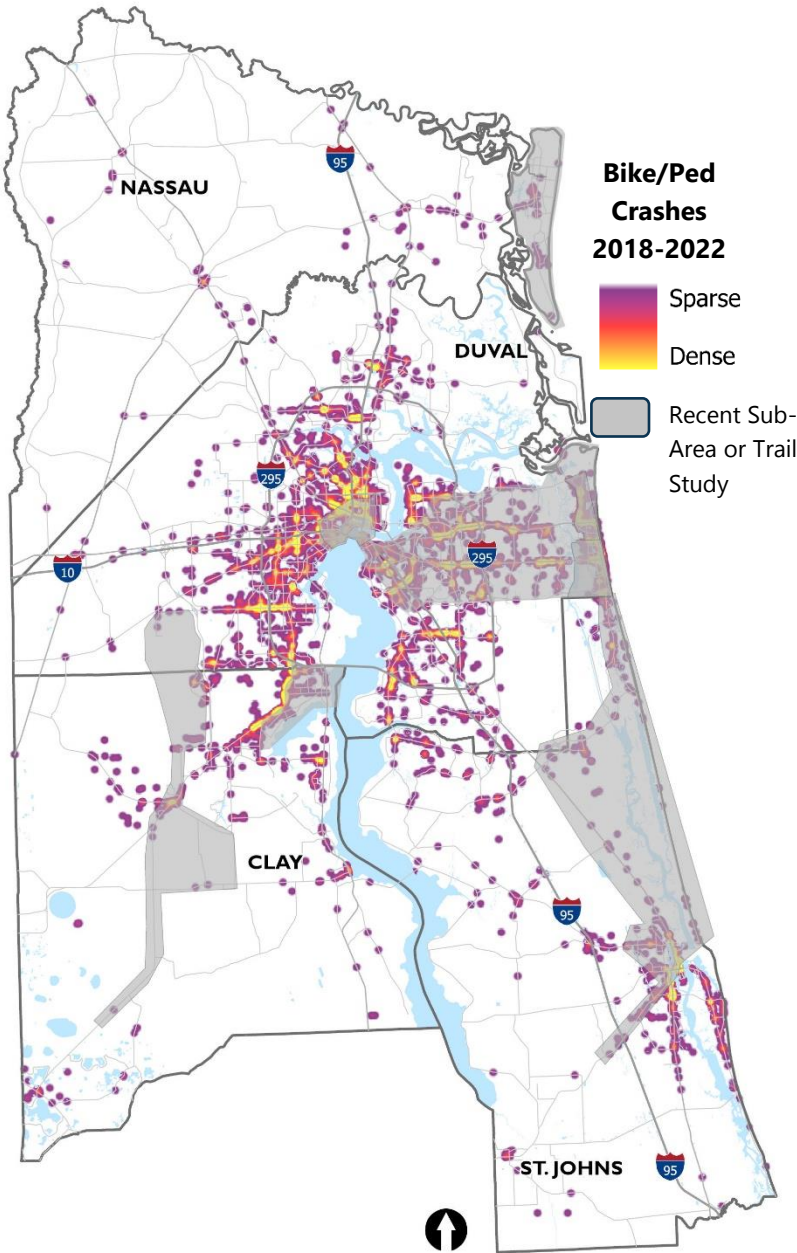 95
NASSAU
Bike/Ped
Crashes
2018-2022
Sparse
Dense
DUVAL
Recent Sub-
Area or Trail
Study
295
295
10
CLAY
95
ST. JOHNS
95